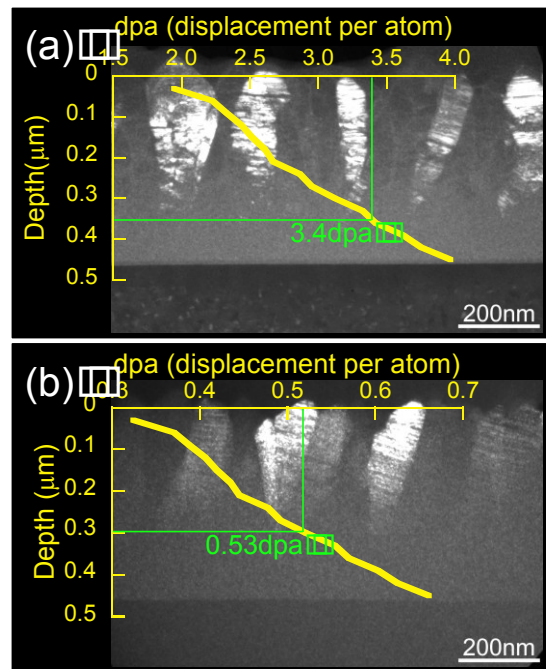 dpa (displacement per atom)
(a)
1.5 2.0 2.5 3.0 3.5 4.0
0
0.1
0.2
0.3
0.4
0.5
Depth(μm)
3.4dpa
200nm
dpa (displacement per atom)
(b)
0.3 0.4 0.5 0.6 0.7
0
0.1
0.2
0.3
0.4
0.5
Depth (μm)
0.53dpa
200nm